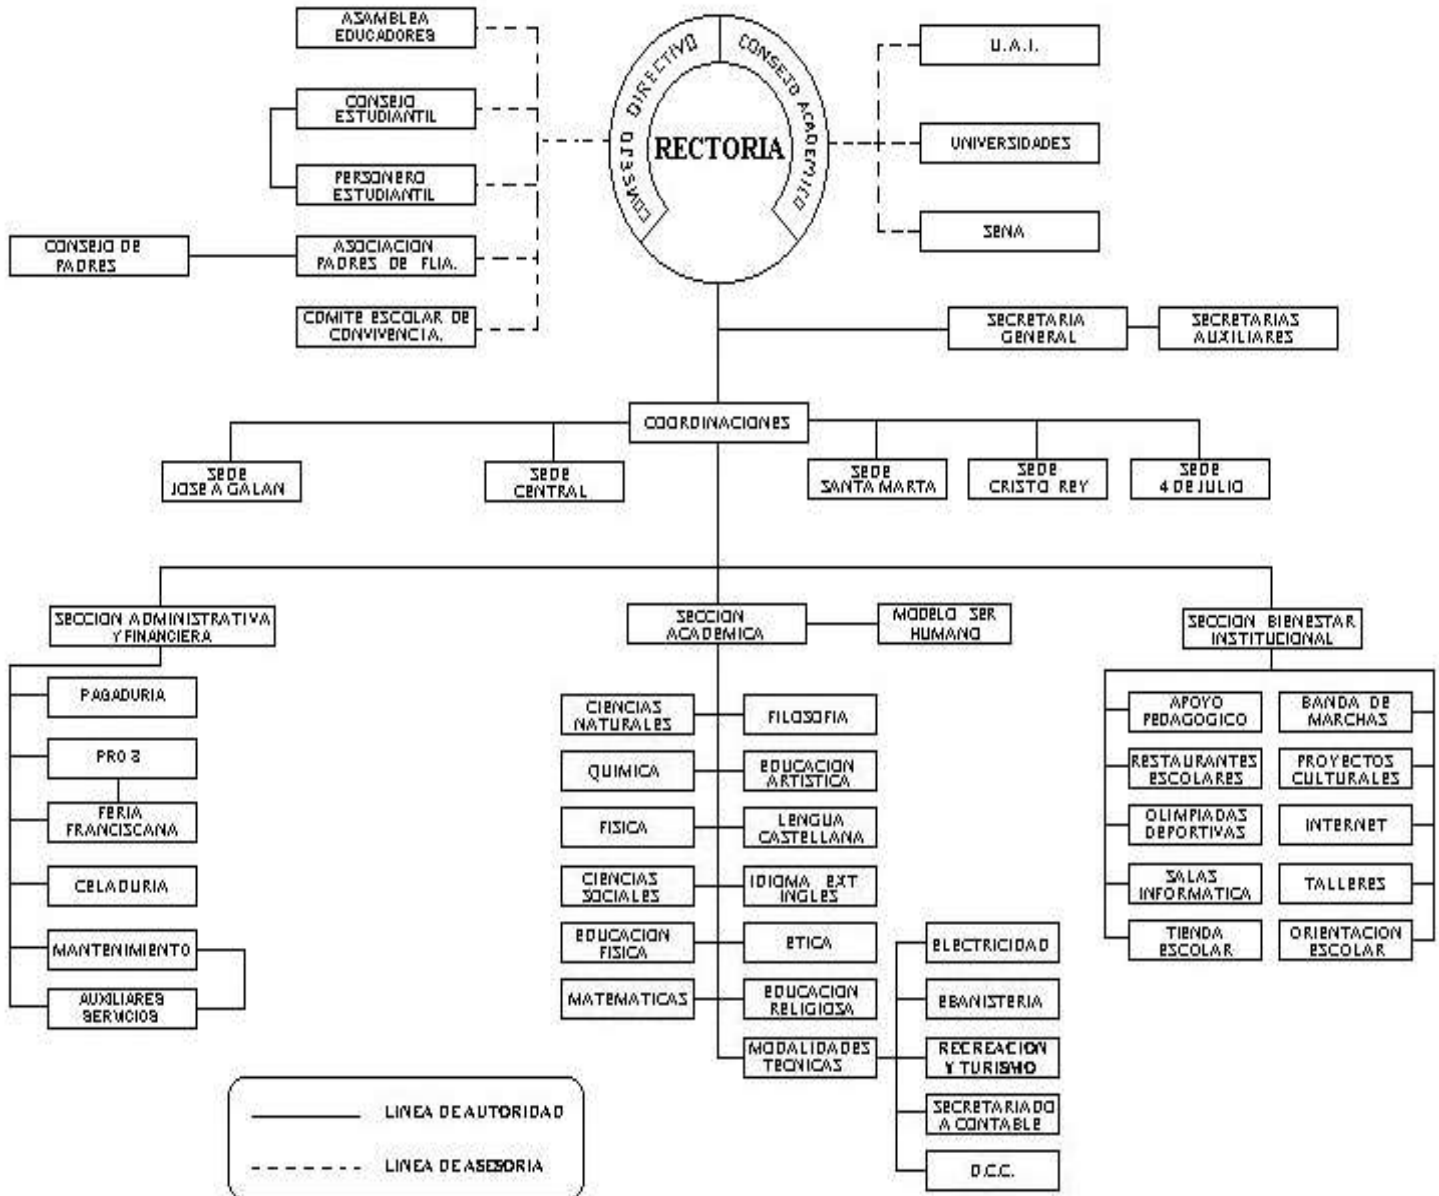 AZAMBLEA
EDUCADORES
CONSEJO
ESTUDIANTIL
PERSONERO
ESTUDIANTIL
CONSEJO DE
PADRES
ASOCIACION
PADRES DE FLIA.
COMITE ESCOLAR DE
CONVIVENCIA.
CONSEJO DIRECTIVO
CONSEJO ACADEMICO
RECTORIA
U.A.I.
UNIVERSIDADES
SENA
SECRETARIA
GENERAL
SECRETARIAS
AUXILIARES
COORDINACIONES
SEDE
JOSE A GALAN
SEDE
CENTRAL
SEDE
SANTA MARTA
SEDE
CRISTO REY
SEDE
4 DE JULIO
SECCION ADMINISTRATIVA
Y FINANCIERA
PAGADURIA
PRO S
FERIA
FRANCISCANA
CELADURIA
MANTENIMIENTO
AUXILIARES
SERVICIOS
SECCION
ACADEMICA
MODELO SER
HUMANO
CIENCIAS
NATURALES
FILOSOFIA
QUIMICA
EDUCACION
ARTISTICA
FISICA
LENGUA
CASTELLANA
CIENCIAS
SOCIALES
IDIOMA EXT
INGLES
EDUCACION
FISICA
ETICA
MATEMATICAS
EDUCACION
RELIGIOSA
MODALIDADES
TECNICAS
ELECTRICIDAD
EBANISTERIA
RECREACION
Y TURISMO
SECRETARIADO
A CONTABLE
D.C.C.
SECCION BIENESTAR
INSTITUCIONAL
APOYO
PEDAGOGICO
BANDA DE
MARCHAS
RESTAURANTES
ESCOLARES
PROYECTOS
CULTURALES
OLIMPIADAS
DEPORTIVAS
INTERNET
SALAS
INFORMATICA
TALLERES
TIENDA
ESCOLAR
ORIENTACION
ESCOLAR
LINEA DE AUTORIDAD
LINEA DE ASESORIA